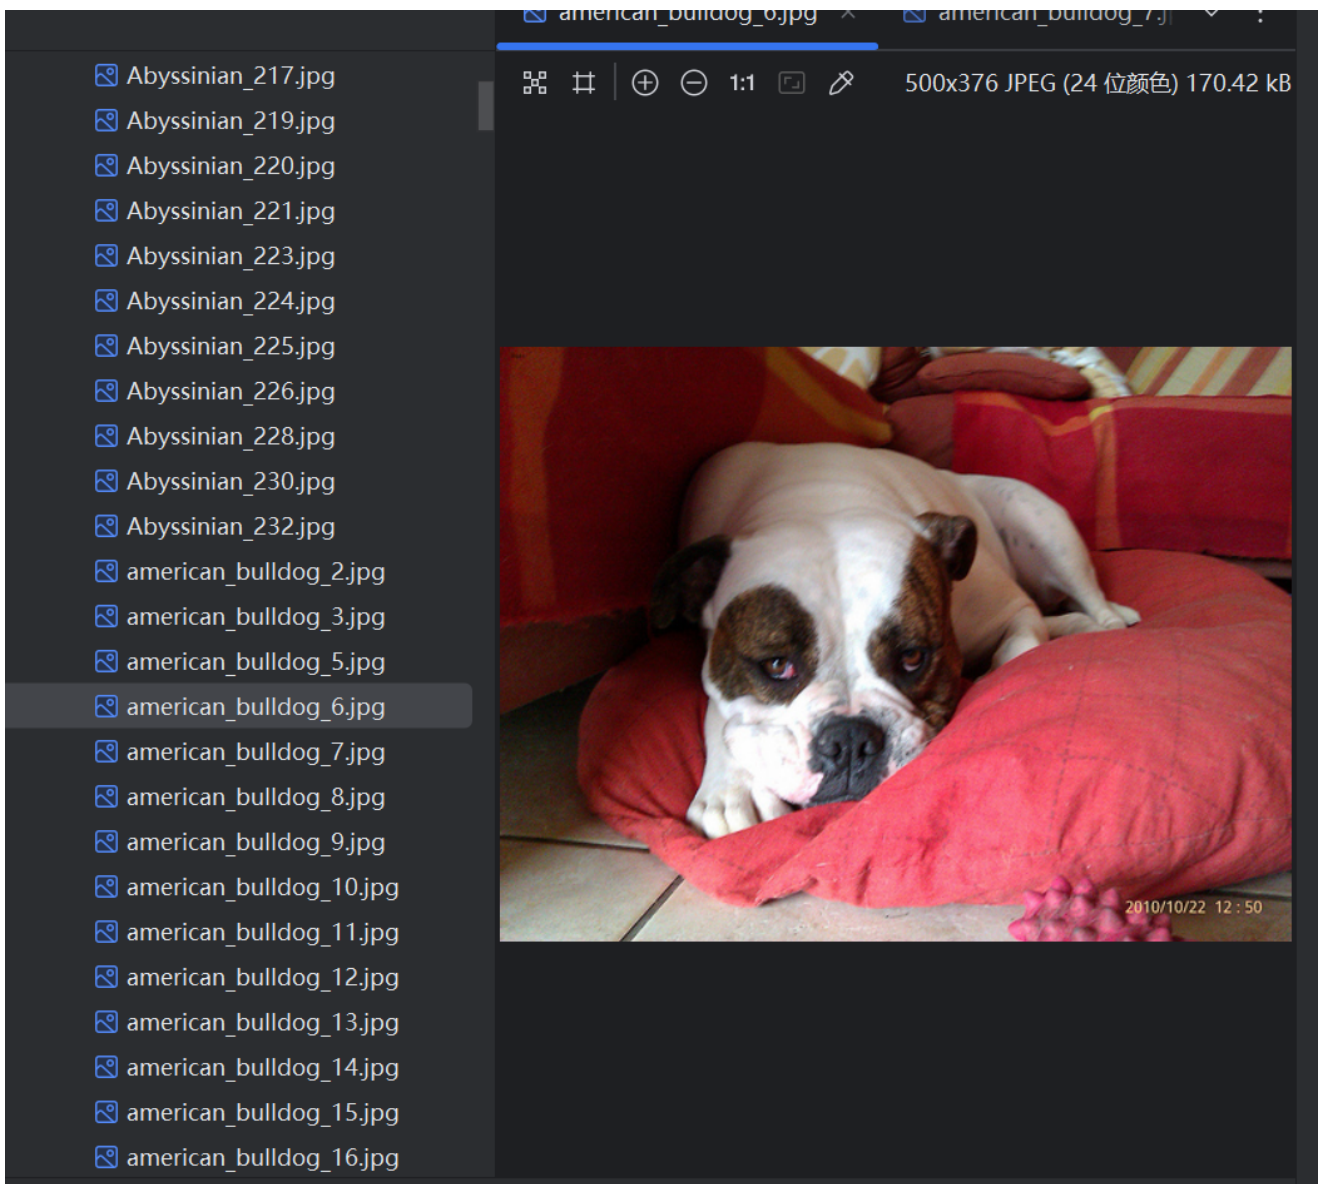 american_bulldog_6.jpg
american_bulldog_7.j
500x376 JPEG (24 位颜色) 170.42 kB
1:1
Abyssinian_217.jpg
Abyssinian_219.jpg
Abyssinian_220.jpg
Abyssinian_221.jpg
Abyssinian_223.jpg
Abyssinian_224.jpg
Abyssinian_225.jpg
Abyssinian_226.jpg
Abyssinian_228.jpg
Abyssinian_230.jpg
Abyssinian_232.jpg
american_bulldog_2.jpg
american_bulldog_3.jpg
american_bulldog_5.jpg
american_bulldog_6.jpg
american_bulldog_7.jpg
american_bulldog_8.jpg
american_bulldog_9.jpg
american_bulldog_10.jpg
american_bulldog_11.jpg
american_bulldog_12.jpg
american_bulldog_13.jpg
american_bulldog_14.jpg
american_bulldog_15.jpg
american_bulldog_16.jpg
2010/10/22 12:50